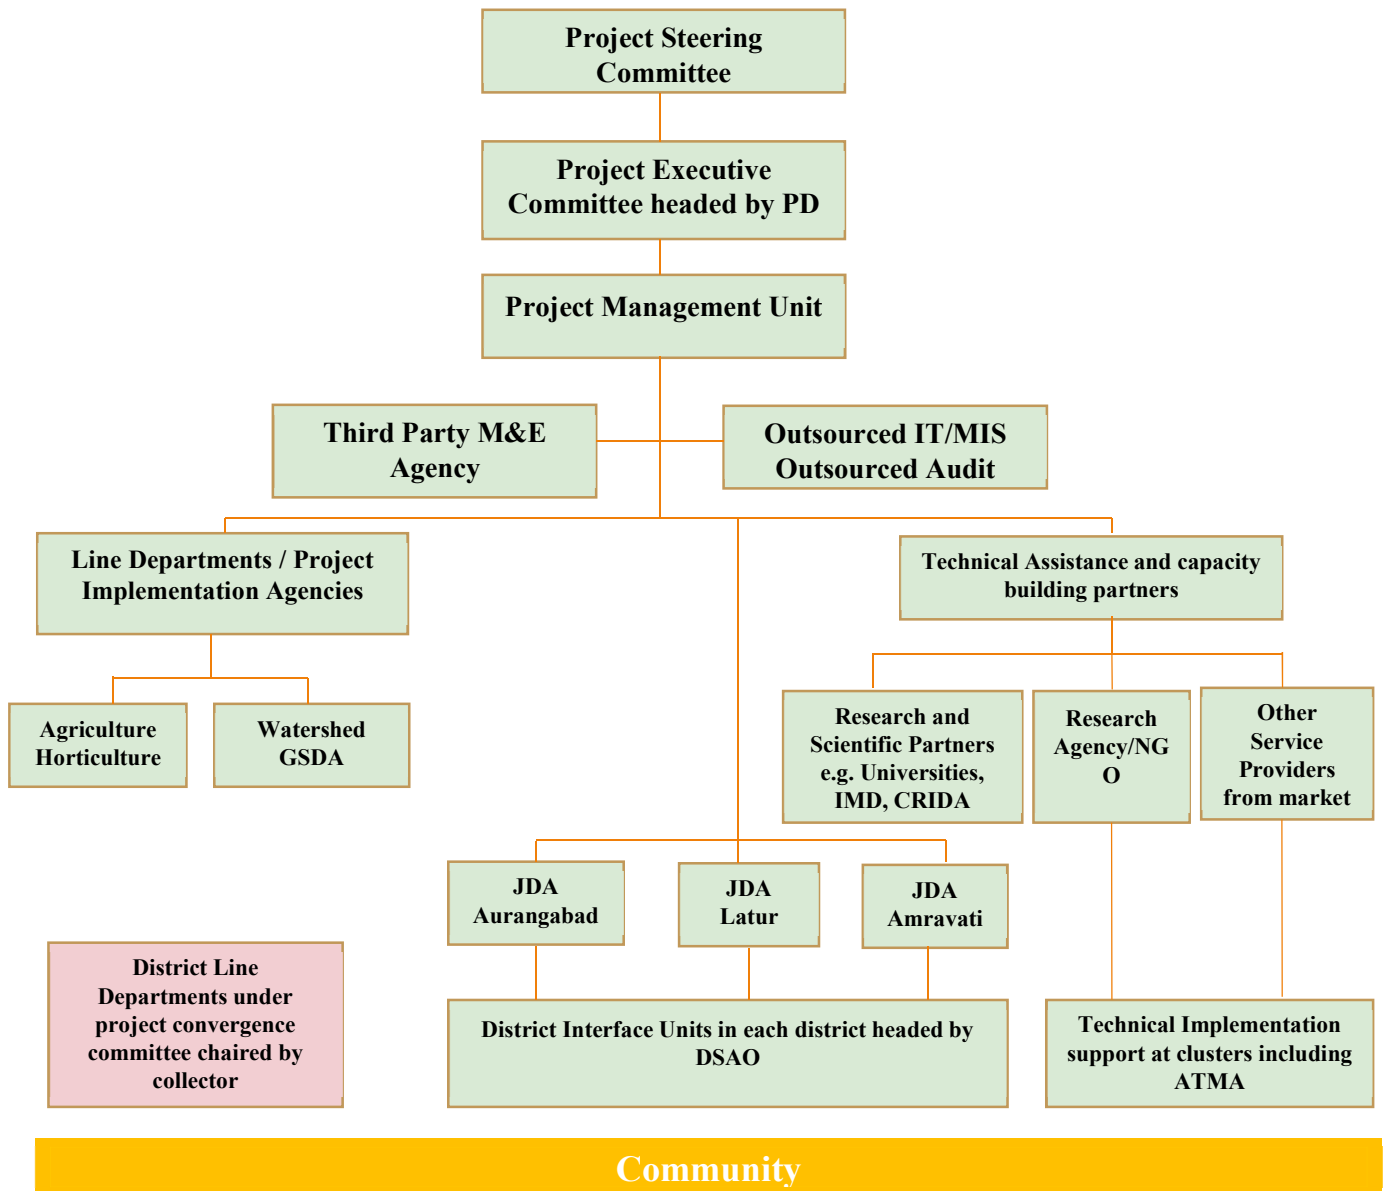 Project Steering
Committee
Project Executive
Committee headed by PD
Project Management Unit
Third Party M&E
Agency
Outsourced IT/MIS
Outsourced Audit
Line Departments / Project
Implementation Agencies
Technical Assistance and capacity
building partners
Agriculture
Horticulture
Watershed
GSDA
Research and
Scientific Partners
e.g. Universities,
IMD, CRIDA
Research
Agency/NG
O
Other
Service
Providers
from market
JDA
Aurangabad
JDA
Latur
JDA
Amravati
District Line
Departments under
project convergence
committee chaired by
collector
District Interface Units in each district headed by
DSAO
Technical Implementation
support at clusters including
ATMA
Community